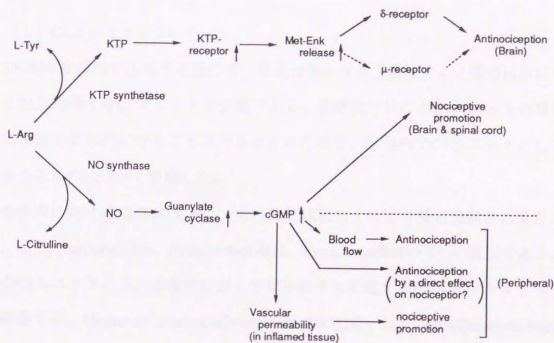 L-Tyr
KTP
KTP-
receptor
Met-Enk
release
δ-receptor
μ-receptor
Antinociception
(Brain)
KTP synthetase
L-Arg
NO synthase
Nociceptive
promotion
(Brain & spinal cord)
NO
Guanylate
cyclase
cGMP
L-Citrulline
Blood
flow
Antinociception
Antinociception
by a direct effect
on nociception?
(Peripheral)
Vascular
permeability
(in inflamed tissue)
nociceptive
promotion